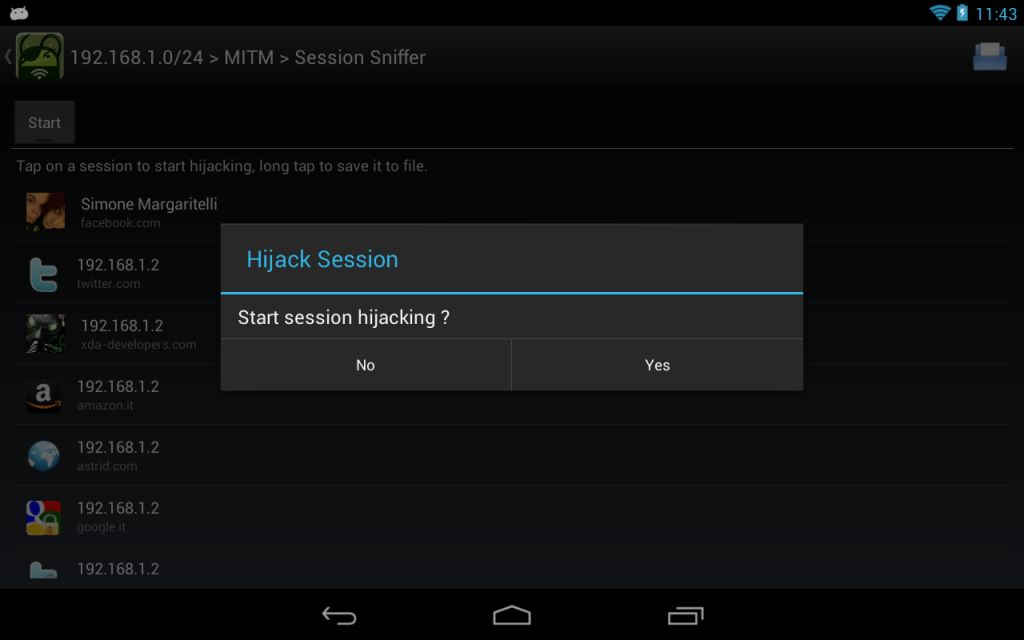 11:43
192.168.1.0/24 > MITM > Session Sniffer
Start
Tap on a session to start hijacking, long tap to save it to file.
Simone Margaritelli
facebook.com
192.168.1.2
twitter.com
192.168.1.2
xda-developers.com
192.168.1.2
amazon.it
192.168.1.2
astrid.com
192.168.1.2
google.it
192.168.1.2
Hijack Session
Start session hijacking ?
No Yes